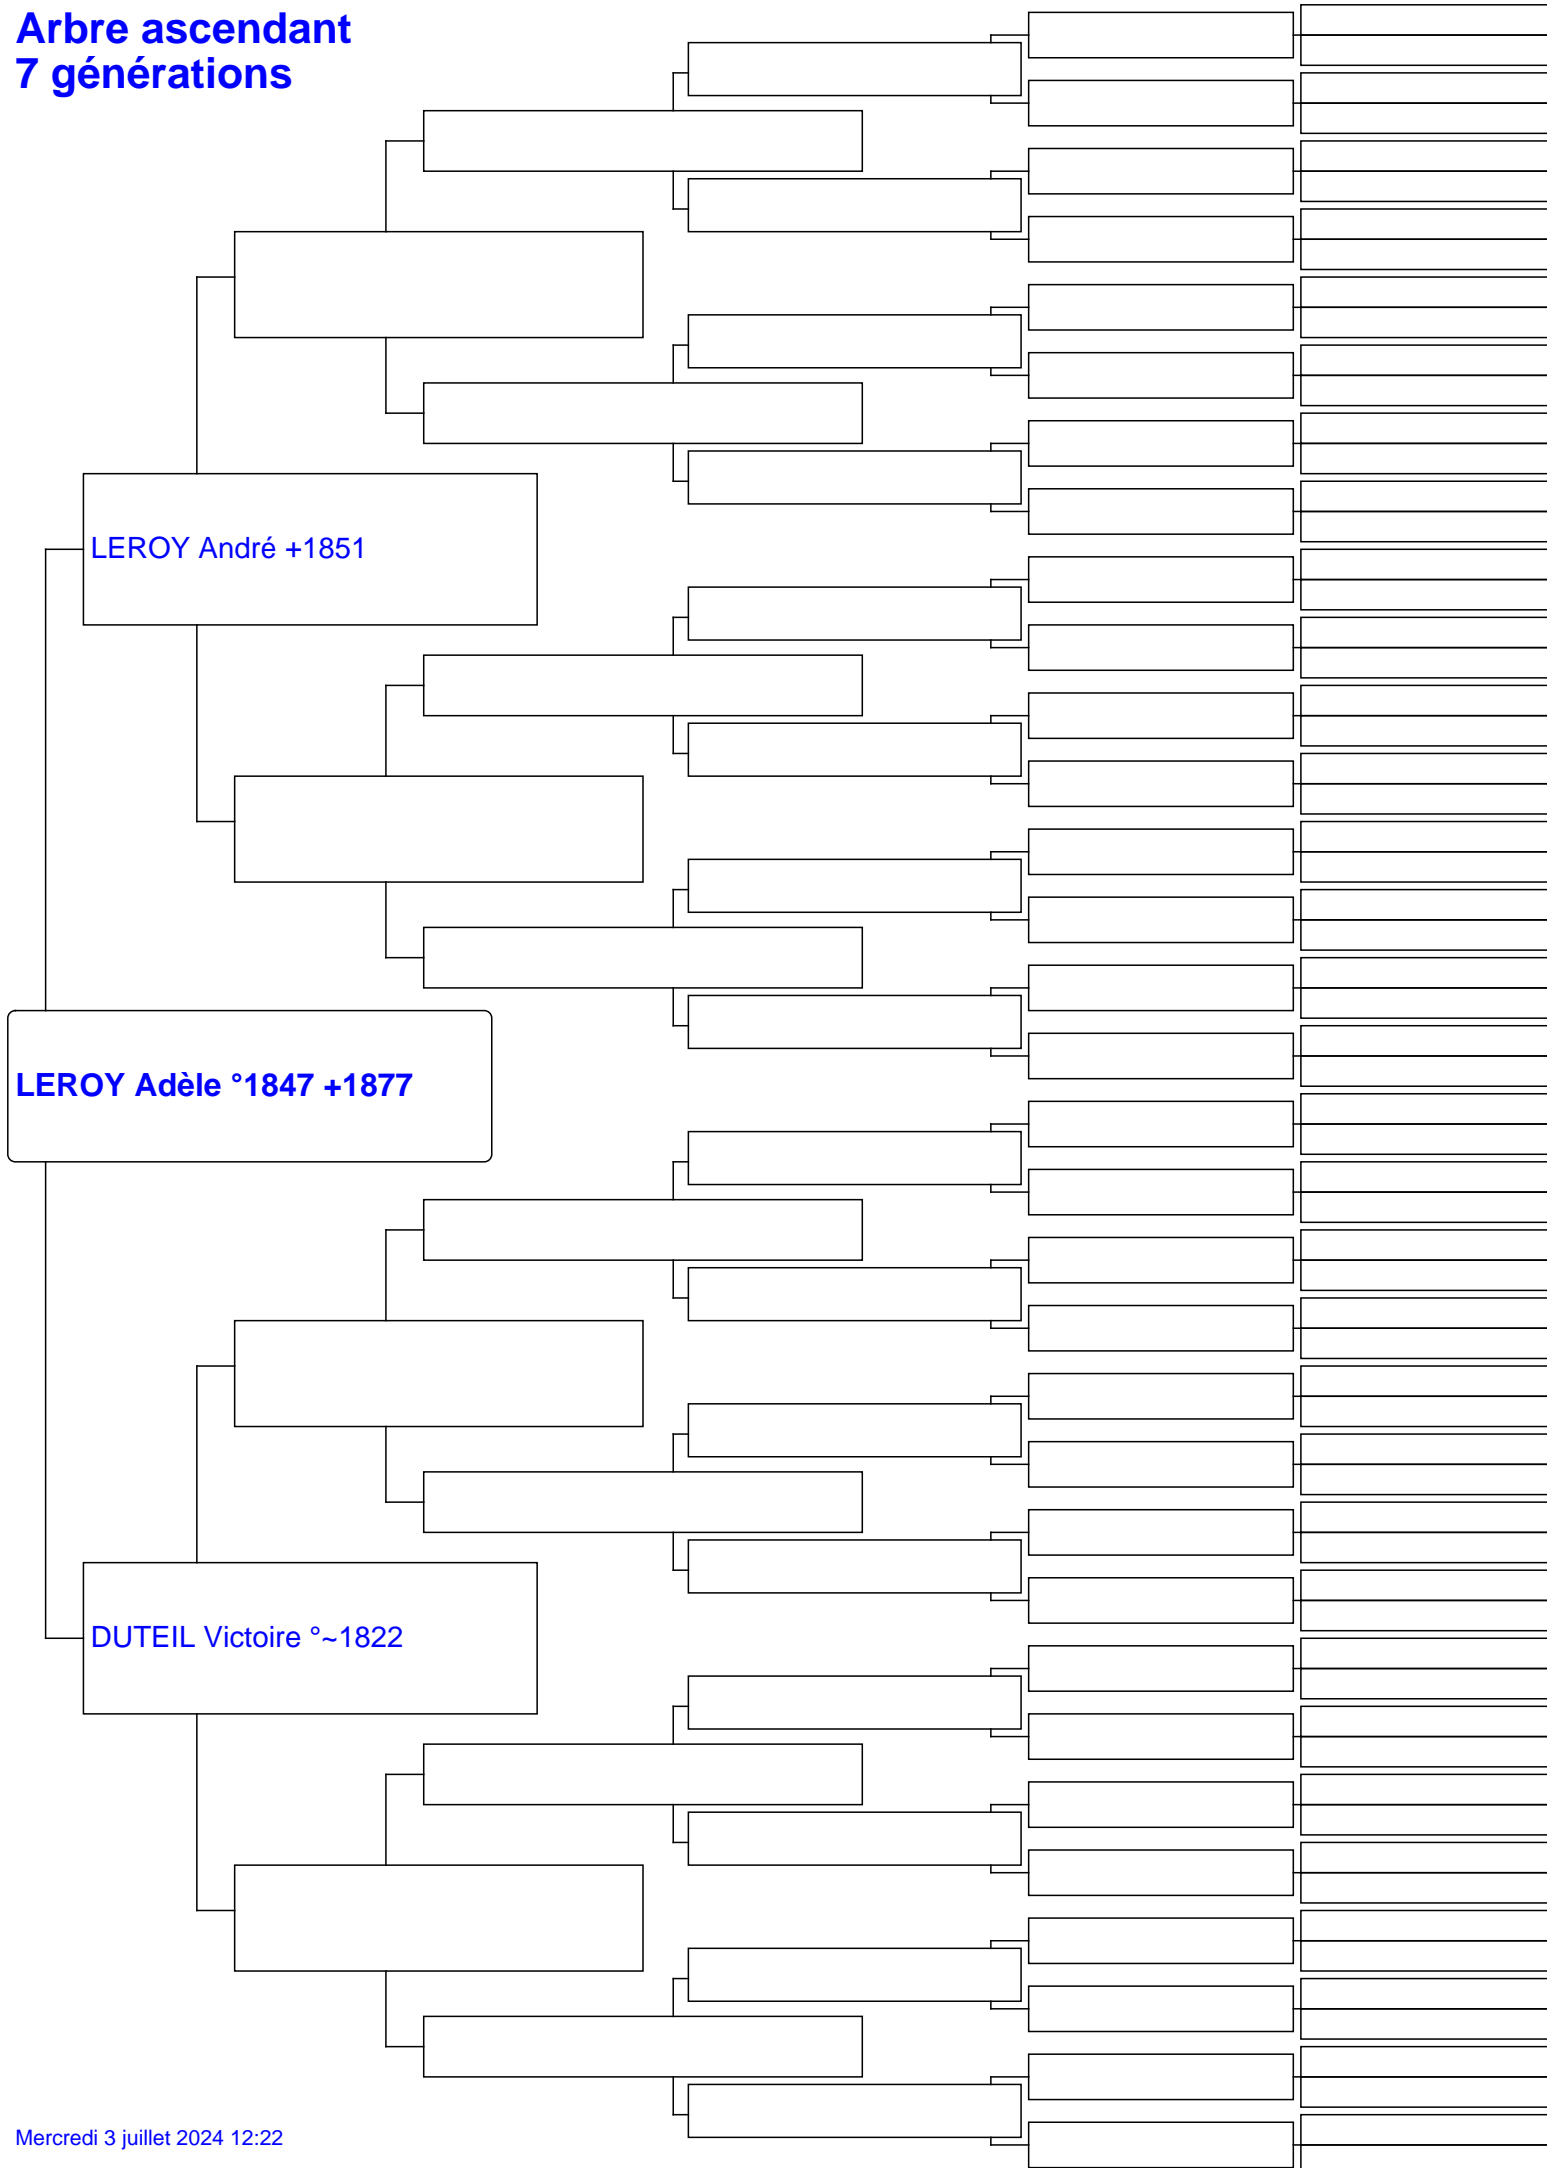 Arbre ascendant
7 générations
LEROY André +1851
LEROY Adèle °1847 +1877
DUTEIL Victoire °~1822
Mercredi 3 juillet 2024 12:22